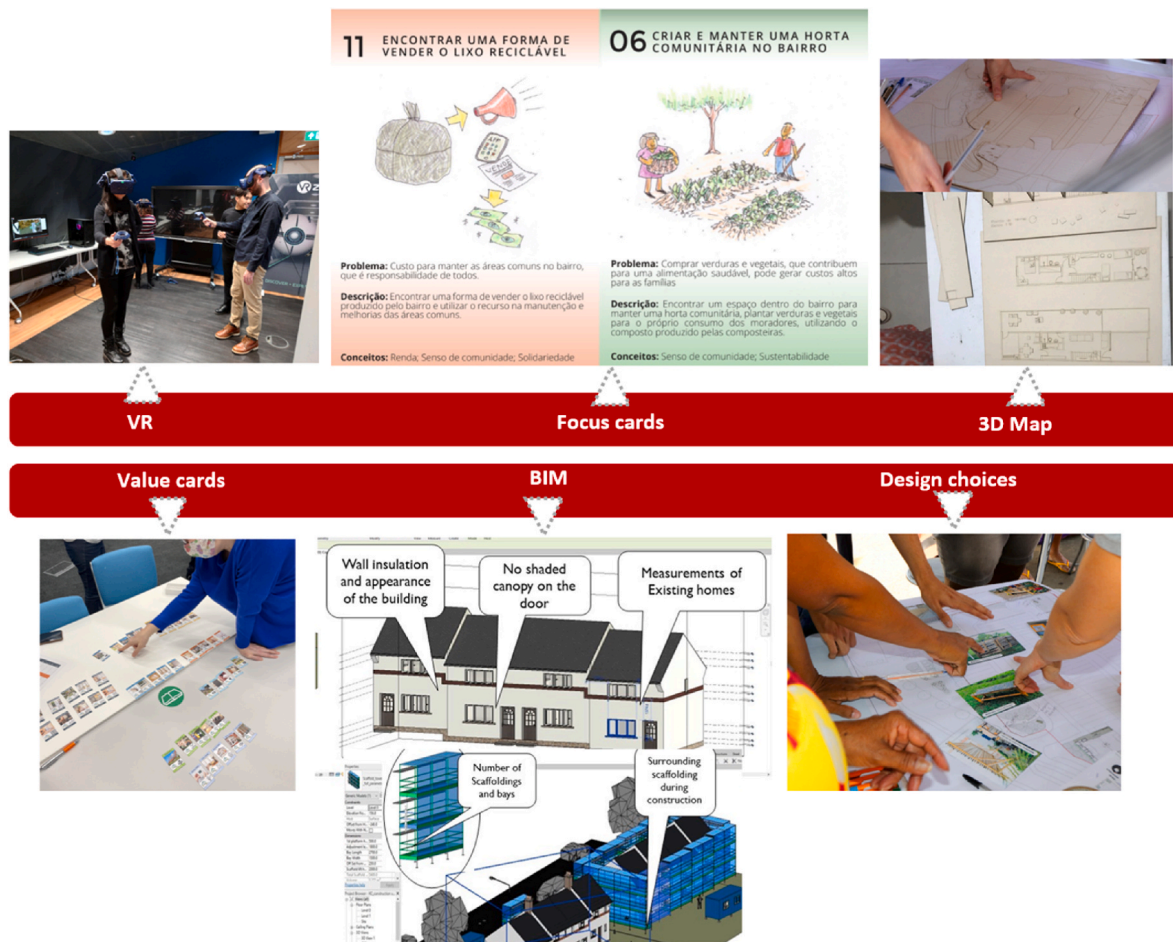 11 ENCONTRAR UMA FORMA DE
VENDER O LIXO RECICLÁVEL
Problema: Custo para manter as áreas comuns no bairro,
que é responsabilidade de todos.
Descrição: Encontrar uma forma de vender o lixo reciclável
produzido pelo bairro e utilizar o recurso na manutenção e
melhorias das áreas comuns.
Conceitos: Renda; Senso de comunidade; Solidariedade
06 CRIAR E MANTER UMA HORTA
COMUNITÁRIA NO BAIRRO
Problema: Comprar verduras e vegetais, que contribuem
para uma alimentação saudável, pode gerar custos altos
para as famílias
Descrição: Encontrar um espaço dentro do bairro para
manter uma horta comunitária, plantar verduras e vegetais
para o próprio consumo dos moradores, utilizando o
composto produzido pelas composteiras.
Conceitos: Senso de comunidade; Sustentabilidade
VR
Focus cards
3D Map
Value cards
BIM
Design choices
Wall insulation
and appearance
of the building
No shaded
canopy on the
door
Measurements of
Existing homes
Number of
Scaffoldings
and bays
Surrounding
scaffolding
during
construction